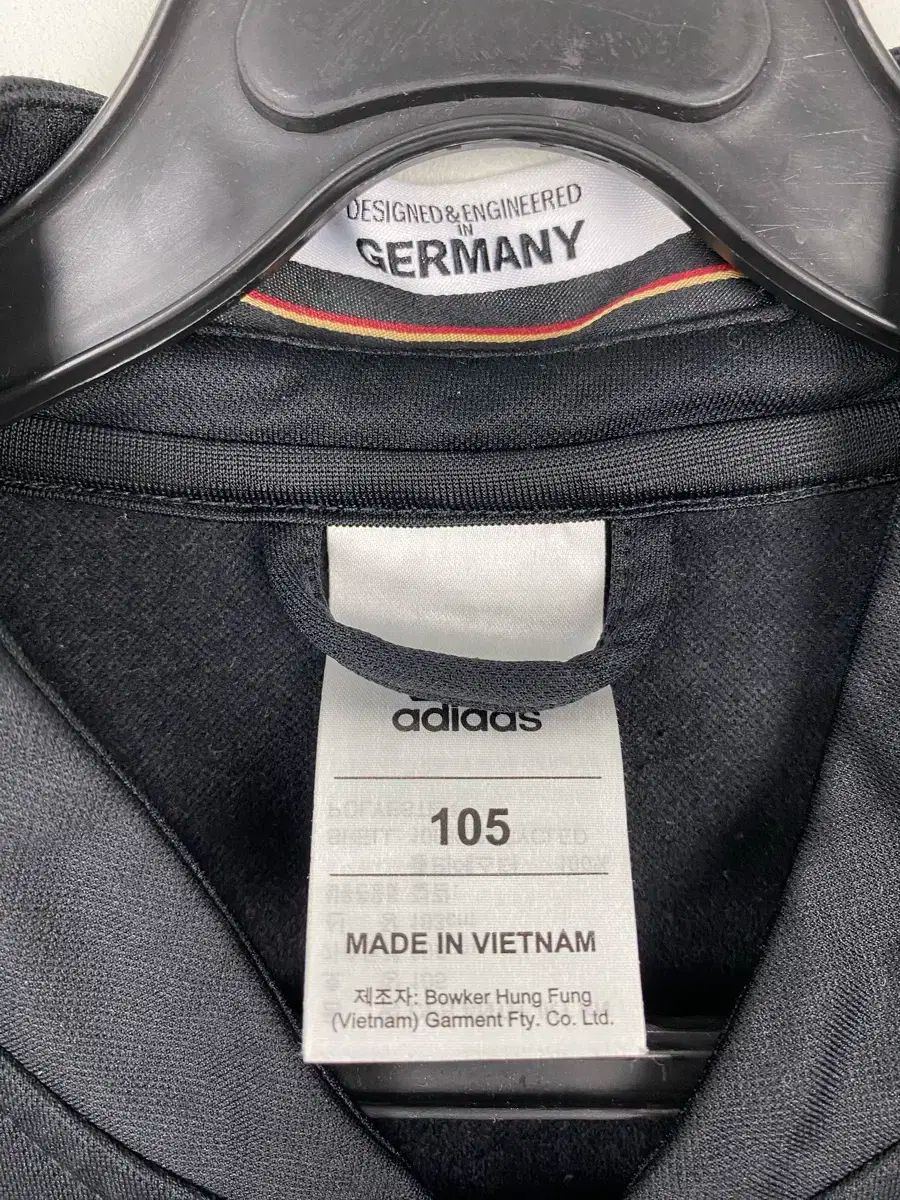 DESIGNED&ENGINEERED
IN
GERMANY
adidas
105
MADE IN VIETNAM
제조자: Bowker Hung Fung
(Vietnam) Garment Fty. Co. Ltd.